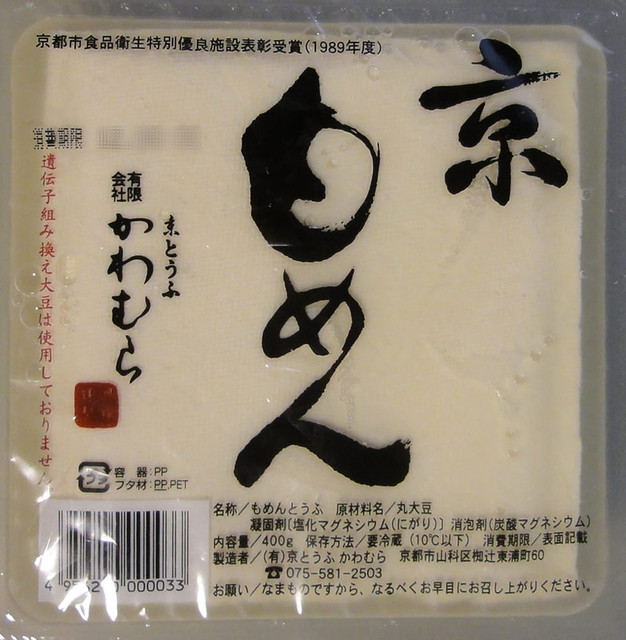 京都市食品衛生特別優良施設表彰受賞(1989年度)
京
もめん
消費期限
遺伝子組み換え大豆は使用しておりません。
有限会社
京とうふ
かわむら
プラ
容器:PP
フタ材:PP,PET
名称/もめんとうふ 原材料名/丸大豆
凝固剤〔塩化マグネシウム(にがり)〕 消泡剤(炭酸マグネシウム)
内容量/400g 保存方法/要冷蔵(10℃以下) 消費期限/表面記載
製造者/(有)京とうふ かわむら 京都市山科区椥辻東浦町60
☎075-581-2503
お願い/なまものですから、なるべくお早目にお召し上がりください。
000033